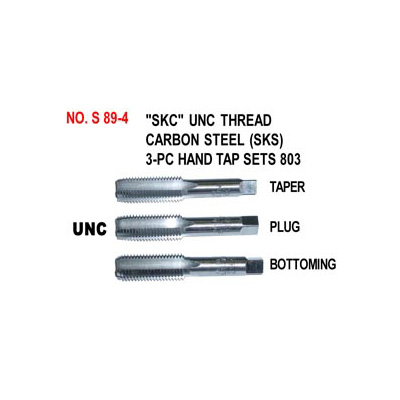 NO. S 89-4
"SKC" UNC THREAD
CARBON STEEL (SKS)
3-PC HAND TAP SETS 803
TAPER
UNC
PLUG
BOTTOMING